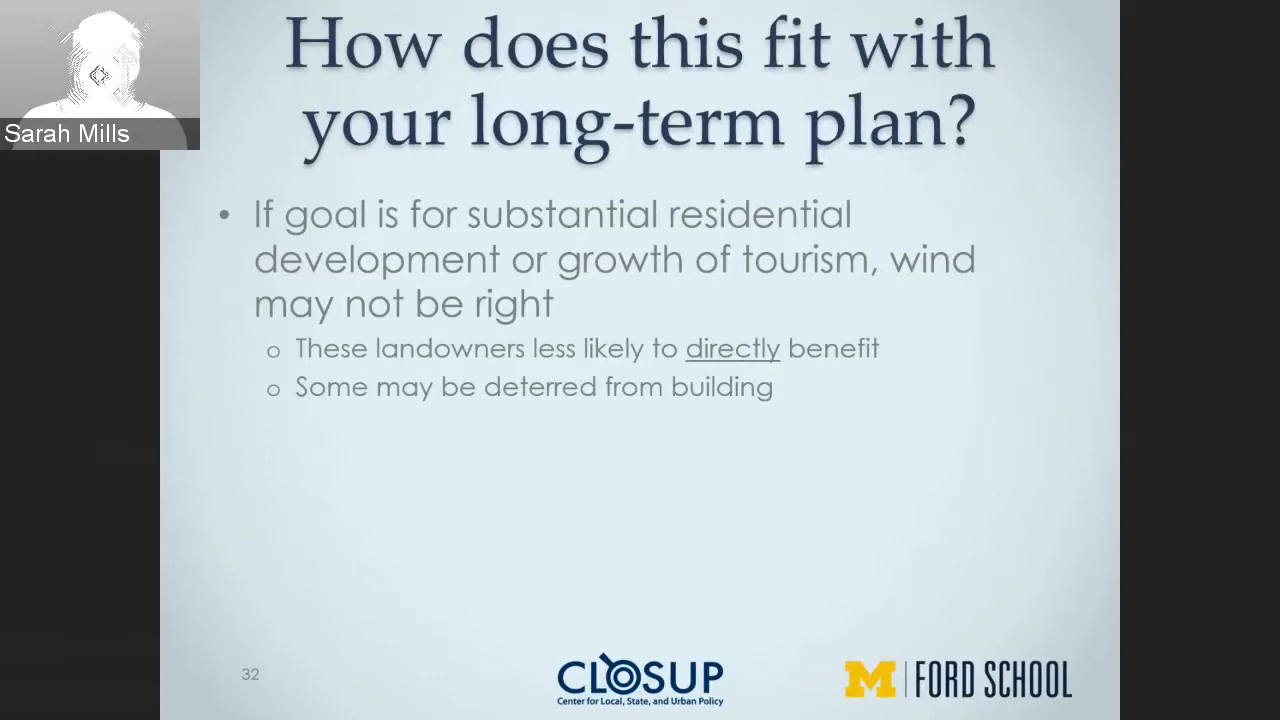 How does this fit with
your long-term plan?
Sarah Mills
• If goal is for substantial residential
development or growth of tourism, wind
may not be right
o These landowners less likely to directly benefit
o Some may be deterred from building
32
CLOSUP
Center for Local, State, and Urban Policy
M | FORD SCHOOL